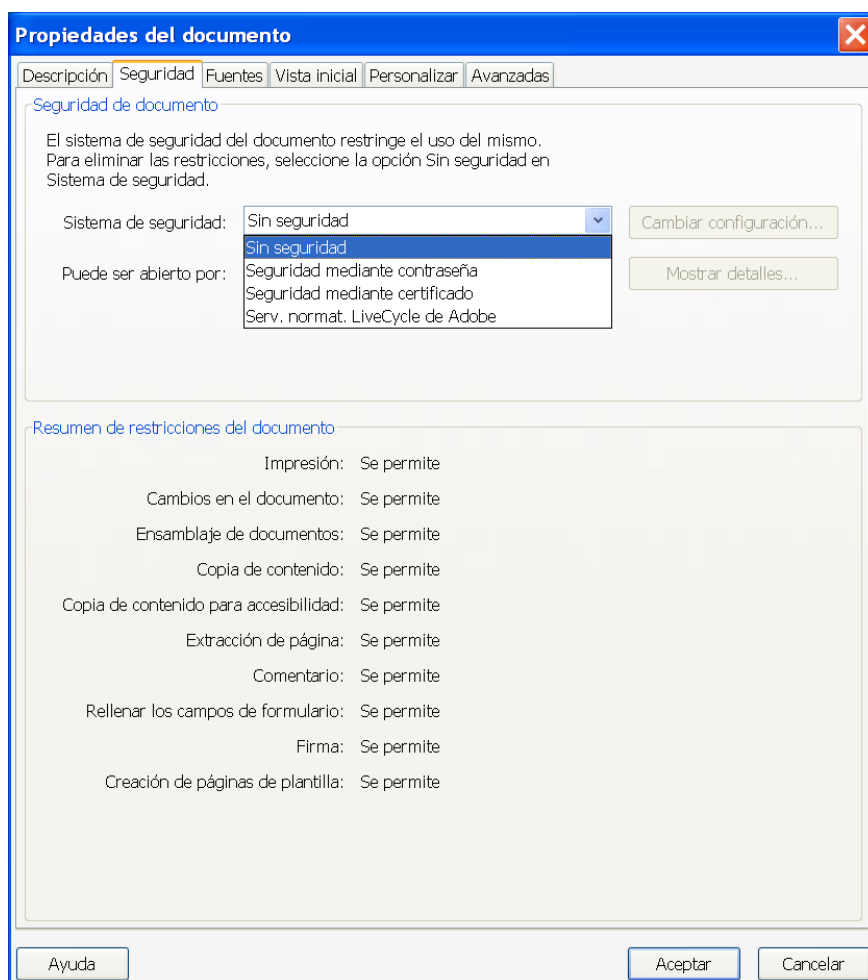 Propiedades del documento
Descripción Seguridad Fuentes Vista inicial Personalizar Avanzadas
Seguridad de documento
El sistema de seguridad del documento restringe el uso del mismo.
Para eliminar las restricciones, seleccione la opción Sin seguridad en
Sistema de seguridad.
Sistema de seguridad: Sin seguridad Cambiar configuración...
Sin seguridad
Puede ser abierto por: Seguridad mediante contraseña Mostrar detalles...
Seguridad mediante certificado
Serv. normat. LiveCycle de Adobe
Resumen de restricciones del documento
Impresión: Se permite
Cambios en el documento: Se permite
Ensamblaje de documentos: Se permite
Copia de contenido: Se permite
Copia de contenido para accesibilidad: Se permite
Extracción de página: Se permite
Comentario: Se permite
Rellenar los campos de formulario: Se permite
Firma: Se permite
Creación de páginas de plantilla: Se permite
Ayuda Aceptar Cancelar